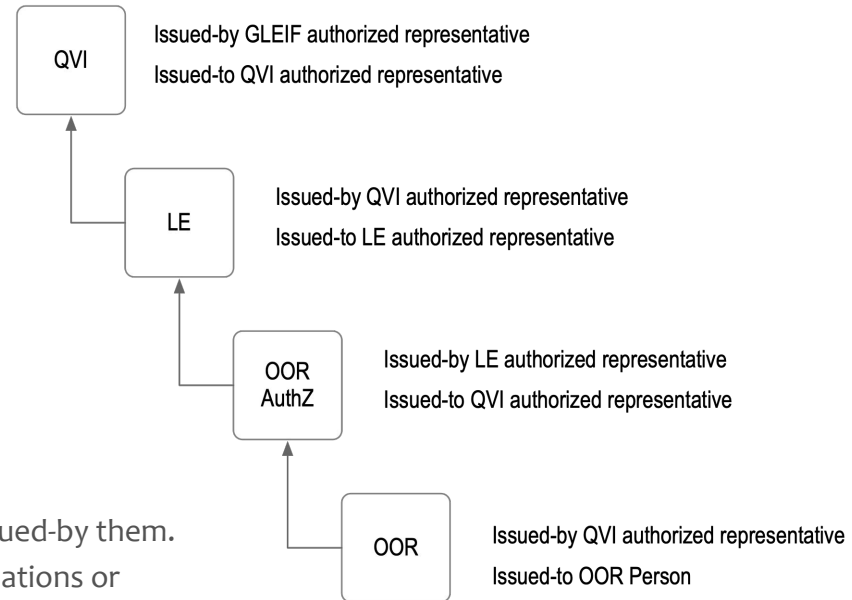 QVI
Issued-by GLEIF authorized representative
Issued-to QVI authorized representative
LE
Issued-by QVI authorized representative
Issued-to LE authorized representative
OOR
AuthZ
Issued-by LE authorized representative
Issued-to QVI authorized representative
ued-by them.
ations or
OOR
Issued-by QVI authorized representative
Issued-to OOR Person